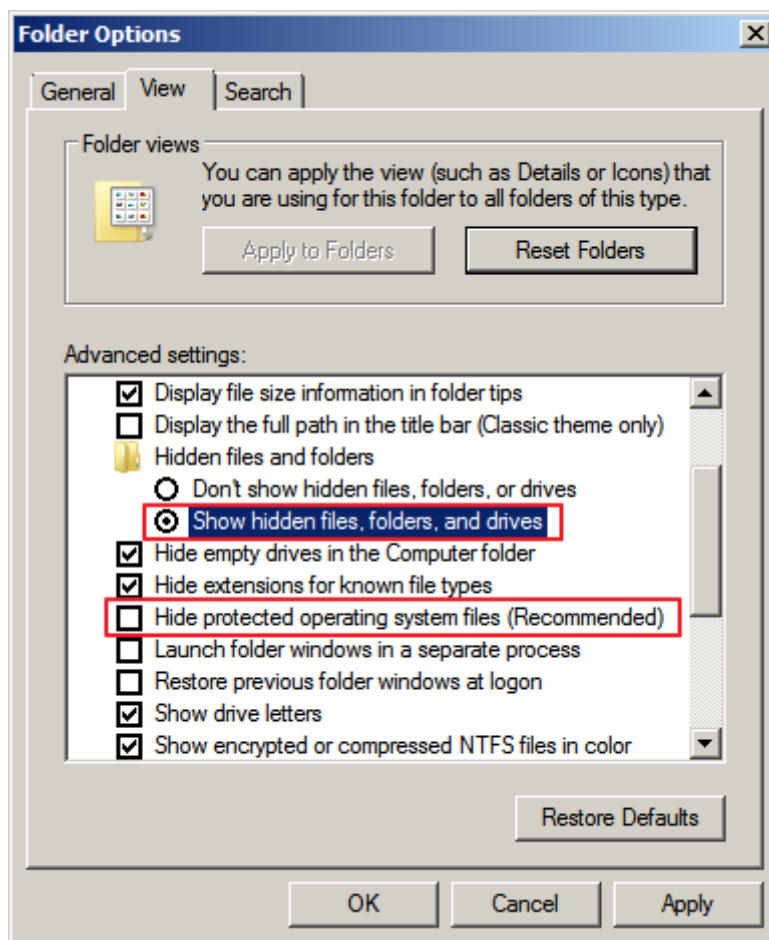 Folder Options
General
View
Search
Folder views
You can apply the view (such as Details or Icons) that
you are using for this folder to all folders of this type.
Apply to Folders
Reset Folders
Advanced settings:
Display file size information in folder tips
Display the full path in the title bar (Classic theme only)
Hidden files and folders
Don't show hidden files, folders, or drives
Show hidden files, folders, and drives
Hide empty drives in the Computer folder
Hide extensions for known file types
Hide protected operating system files (Recommended)
Launch folder windows in a separate process
Restore previous folder windows at logon
Show drive letters
Show encrypted or compressed NTFS files in color
Restore Defaults
OK
Cancel
Apply